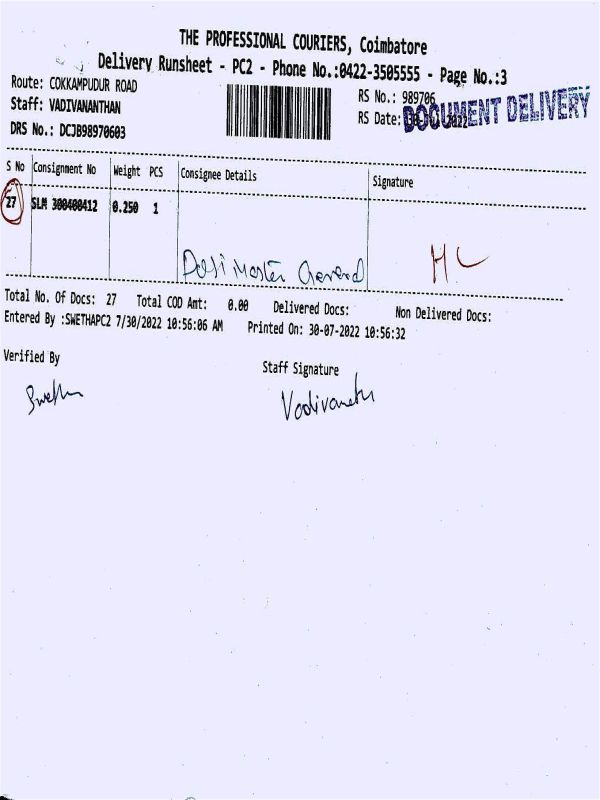 THE PROFESSIONAL COURIERS, Coimbatore
Delivery Runsheet - PC2 - Phone No.:0422-3505555 - Page No.:3
Route: COKKAMPUDUR ROAD
RS No.: 989706
Staff: VADIVANANTHAN
RS Date:
DOCUMENT DELIVERY
DRS No.: DCJB98970603
S No Consignment No Weight PCS Consignee Details Signature
27 SLM 300400412 0.250 1
Total No. Of Docs: 27 Total COD Amt: 0.00 Delivered Docs: Non Delivered Docs:
Entered By :SWETHAPC2 7/30/2022 10:56:06 AM Printed On: 30-07-2022 10:56:32
Verified By
Staff Signature